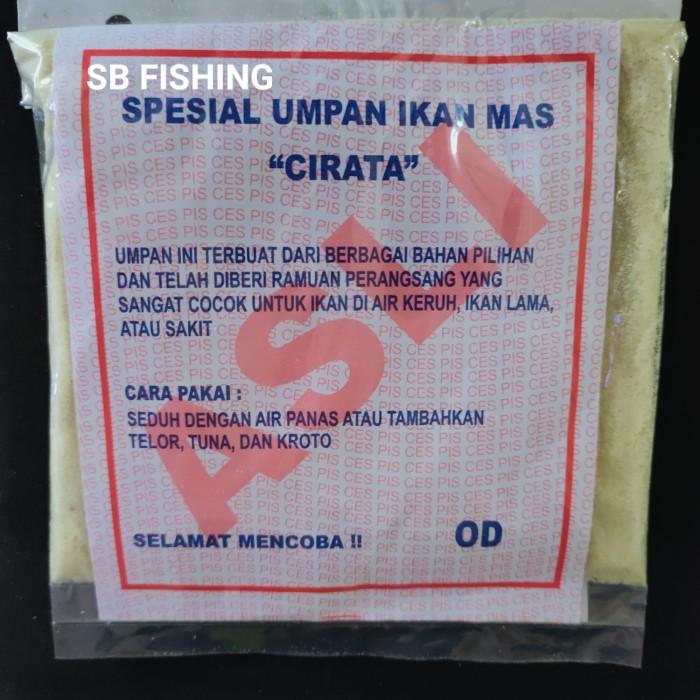 SB FISHING
SPESIAL UMPAN IKAN MAS
“CIRATA”
ASLI
UMPAN INI TERBUAT DARI BERBAGAI BAHAN PILIHAN
DAN TELAH DIBERI RAMUAN PERANGSANG YANG
SANGAT COCOK UNTUK IKAN DI AIR KERUH, IKAN LAMA,
ATAU SAKIT
CARA PAKAI :
SEDUH DENGAN AIR PANAS ATAU TAMBAHKAN
TELOR, TUNA, DAN KROTO
SELAMAT MENCOBA !! OD